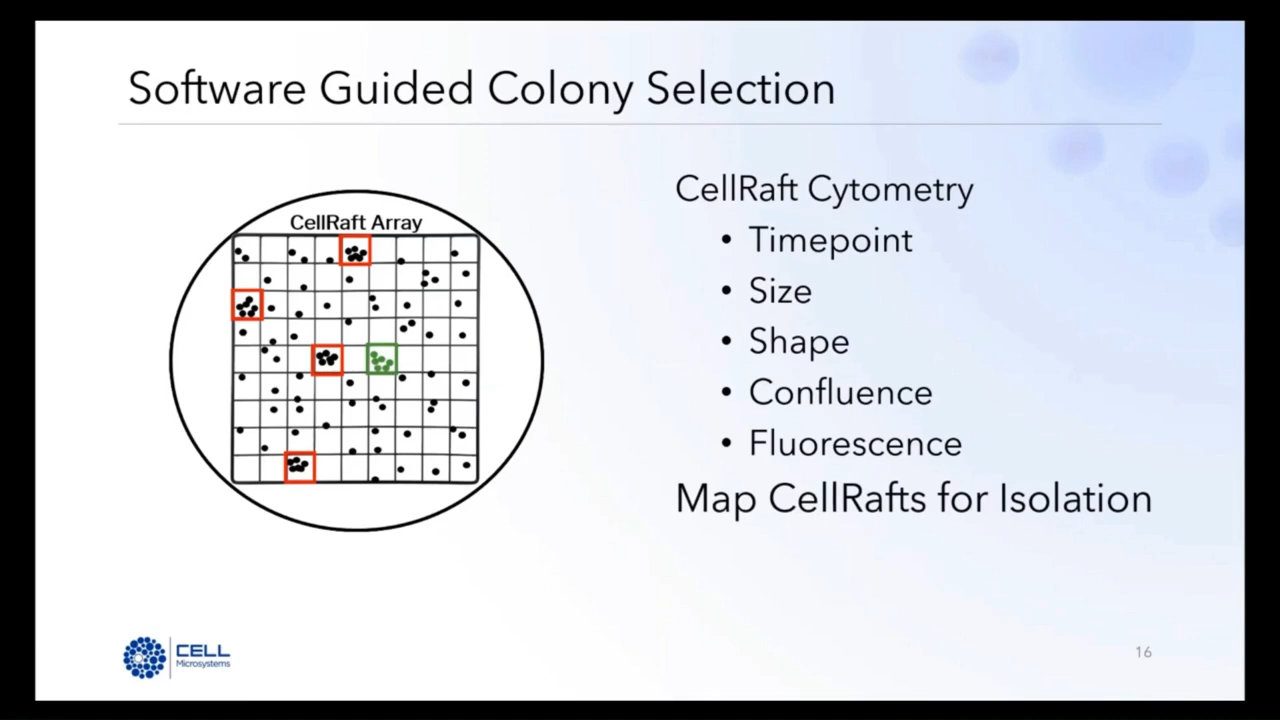 Software Guided Colony Selection
CellRaft Array
CellRaft Cytometry
• Timepoint
• Size
• Shape
• Confluence
• Fluorescence
Map CellRafts for Isolation
CELL
Microsystems
16